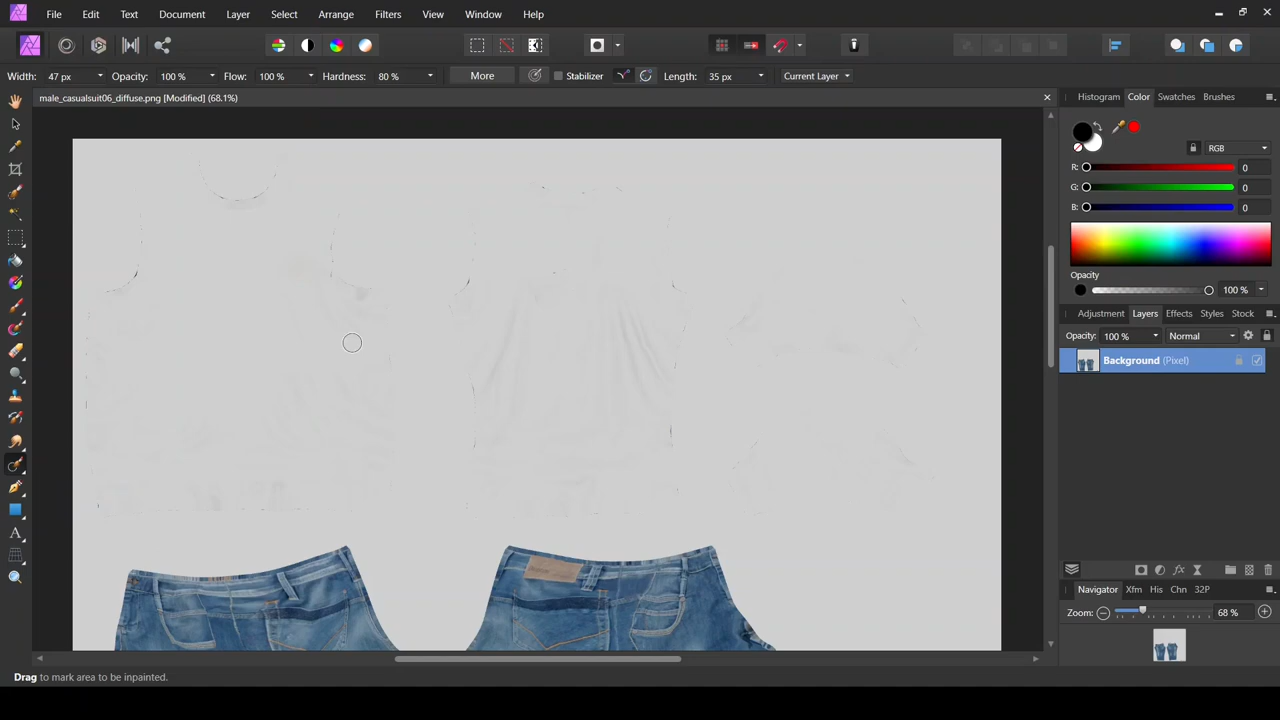 File Edit Text Document Layer Select Arrange Filters View Window Help
Width: 47 px Opacity: 100 % Flow: 100 % Hardness: 80 % More Stabilizer Length: 35 px Current Layer
male_casualsuit06_diffuse.png [Modified] (68.1%)
Histogram Color Swatches Brushes
RGB
R: 0
G: 0
B: 0
Opacity
100 %
Adjustment Layers Effects Styles Stock
Opacity: 100 % Normal
Background (Pixel)
Navigator Xfm His Chn 32P
Zoom: 68 %
Drag to mark area to be inpainted.